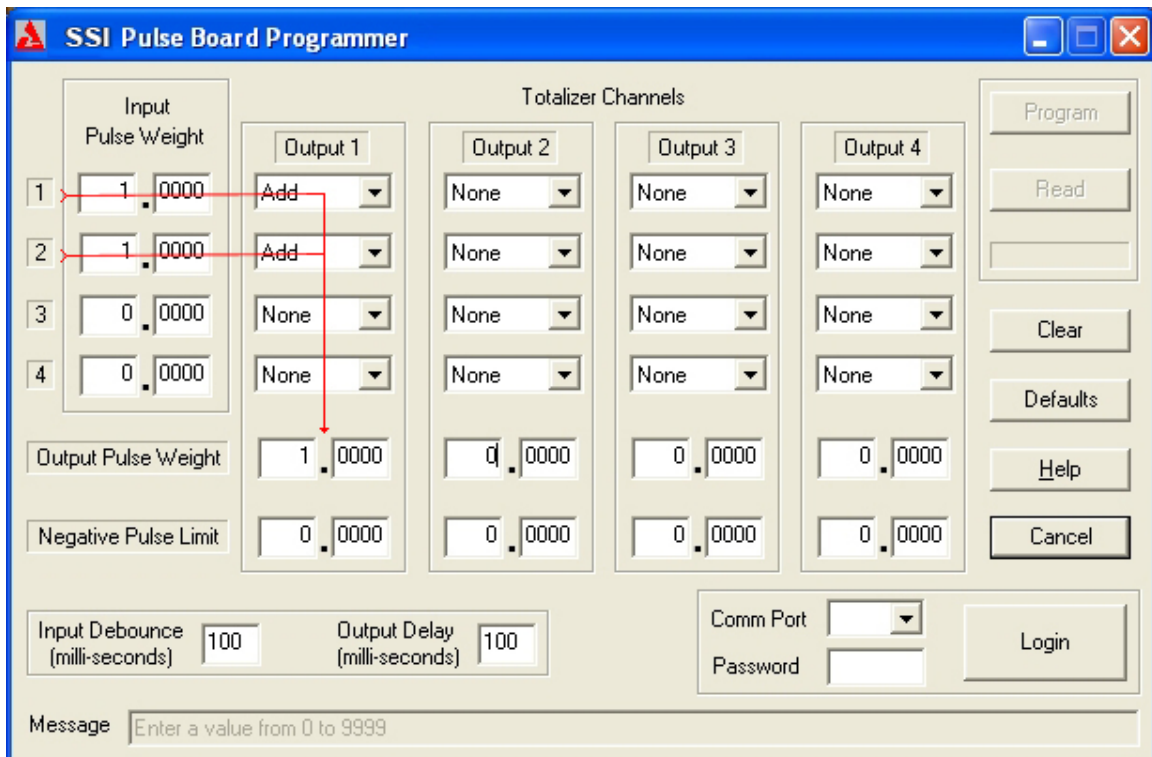 SSI Pulse Board Programmer
Input
Pulse Weight
Totalizer Channels
Output 1 Output 2 Output 3 Output 4
Program
1 1 . 0000 Add None None None
Read
2 1 . 0000 Add None None None
3 0 . 0000 None None None None
Clear
4 0 . 0000 None None None None
Defaults
Output Pulse Weight 1 . 0000 0 . 0000 0 . 0000 0 . 0000
Help
Negative Pulse Limit 0 . 0000 0 . 0000 0 . 0000 0 . 0000
Cancel
Input Debounce
(milli-seconds) 100
Output Delay
(milli-seconds) 100
Comm Port
Password
Login
Message Enter a value from 0 to 9999